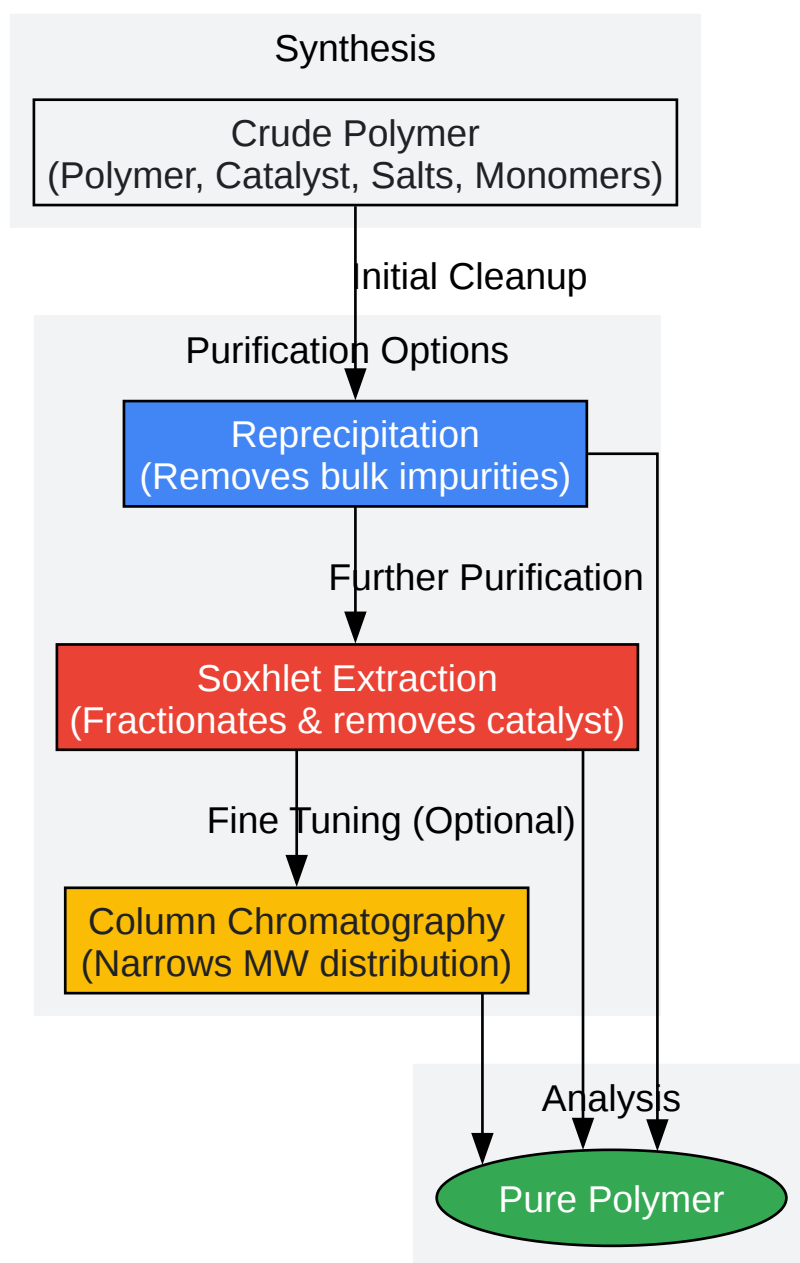 Synthesis
Crude Polymer
(Polymer, Catalyst, Salts, Monomers)
Initial Cleanup
Purification Options
Reprecipitation
(Removes bulk impurities)
Further Purification
Soxhlet Extraction
(Fractionates & removes catalyst)
Fine Tuning (Optional)
Column Chromatography
(Narrows MW distribution)
Analysis
Pure Polymer